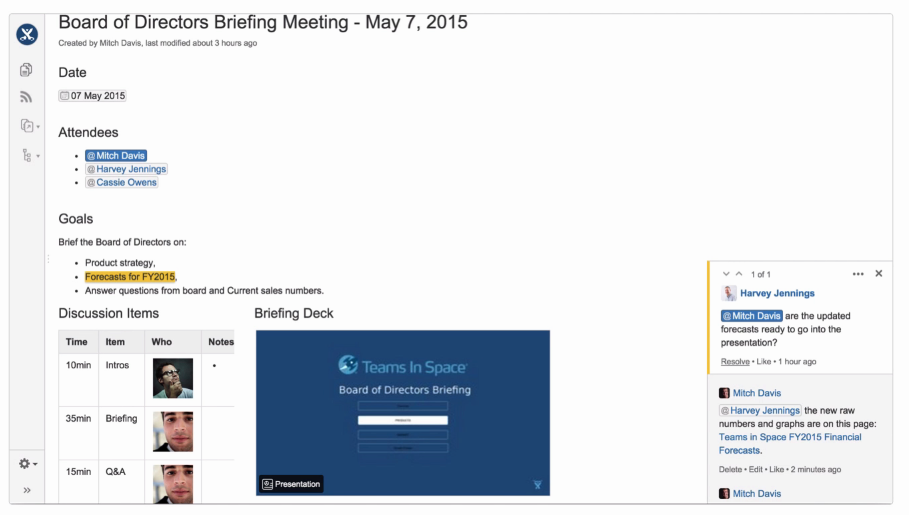 Board of Directors Briefing Meeting - May 7, 2015
Created by Mitch Davis, last modified about 3 hours ago
Date
07 May 2015
Attendees
@Mitch Davis
@Harvey Jennings
@Cassie Owens
Goals
Brief the Board of Directors on:
Product strategy,
Forecasts for FY2015,
Answer questions from board and Current sales numbers.
Discussion Items
Time Item Who Notes
10min Intros
35min Briefing
15min Q&A
Briefing Deck
Teams In Space
Board of Directors Briefing
Presentation
1 of 1
Harvey Jennings
@Mitch Davis are the updated
forecasts ready to go into the
presentation?
Resolve • Like • 1 hour ago
Mitch Davis
@Harvey Jennings the new raw
numbers and graphs are on this page:
Teams in Space FY2015 Financial
Forecasts.
Delete • Edit • Like • 2 minutes ago
Mitch Davis